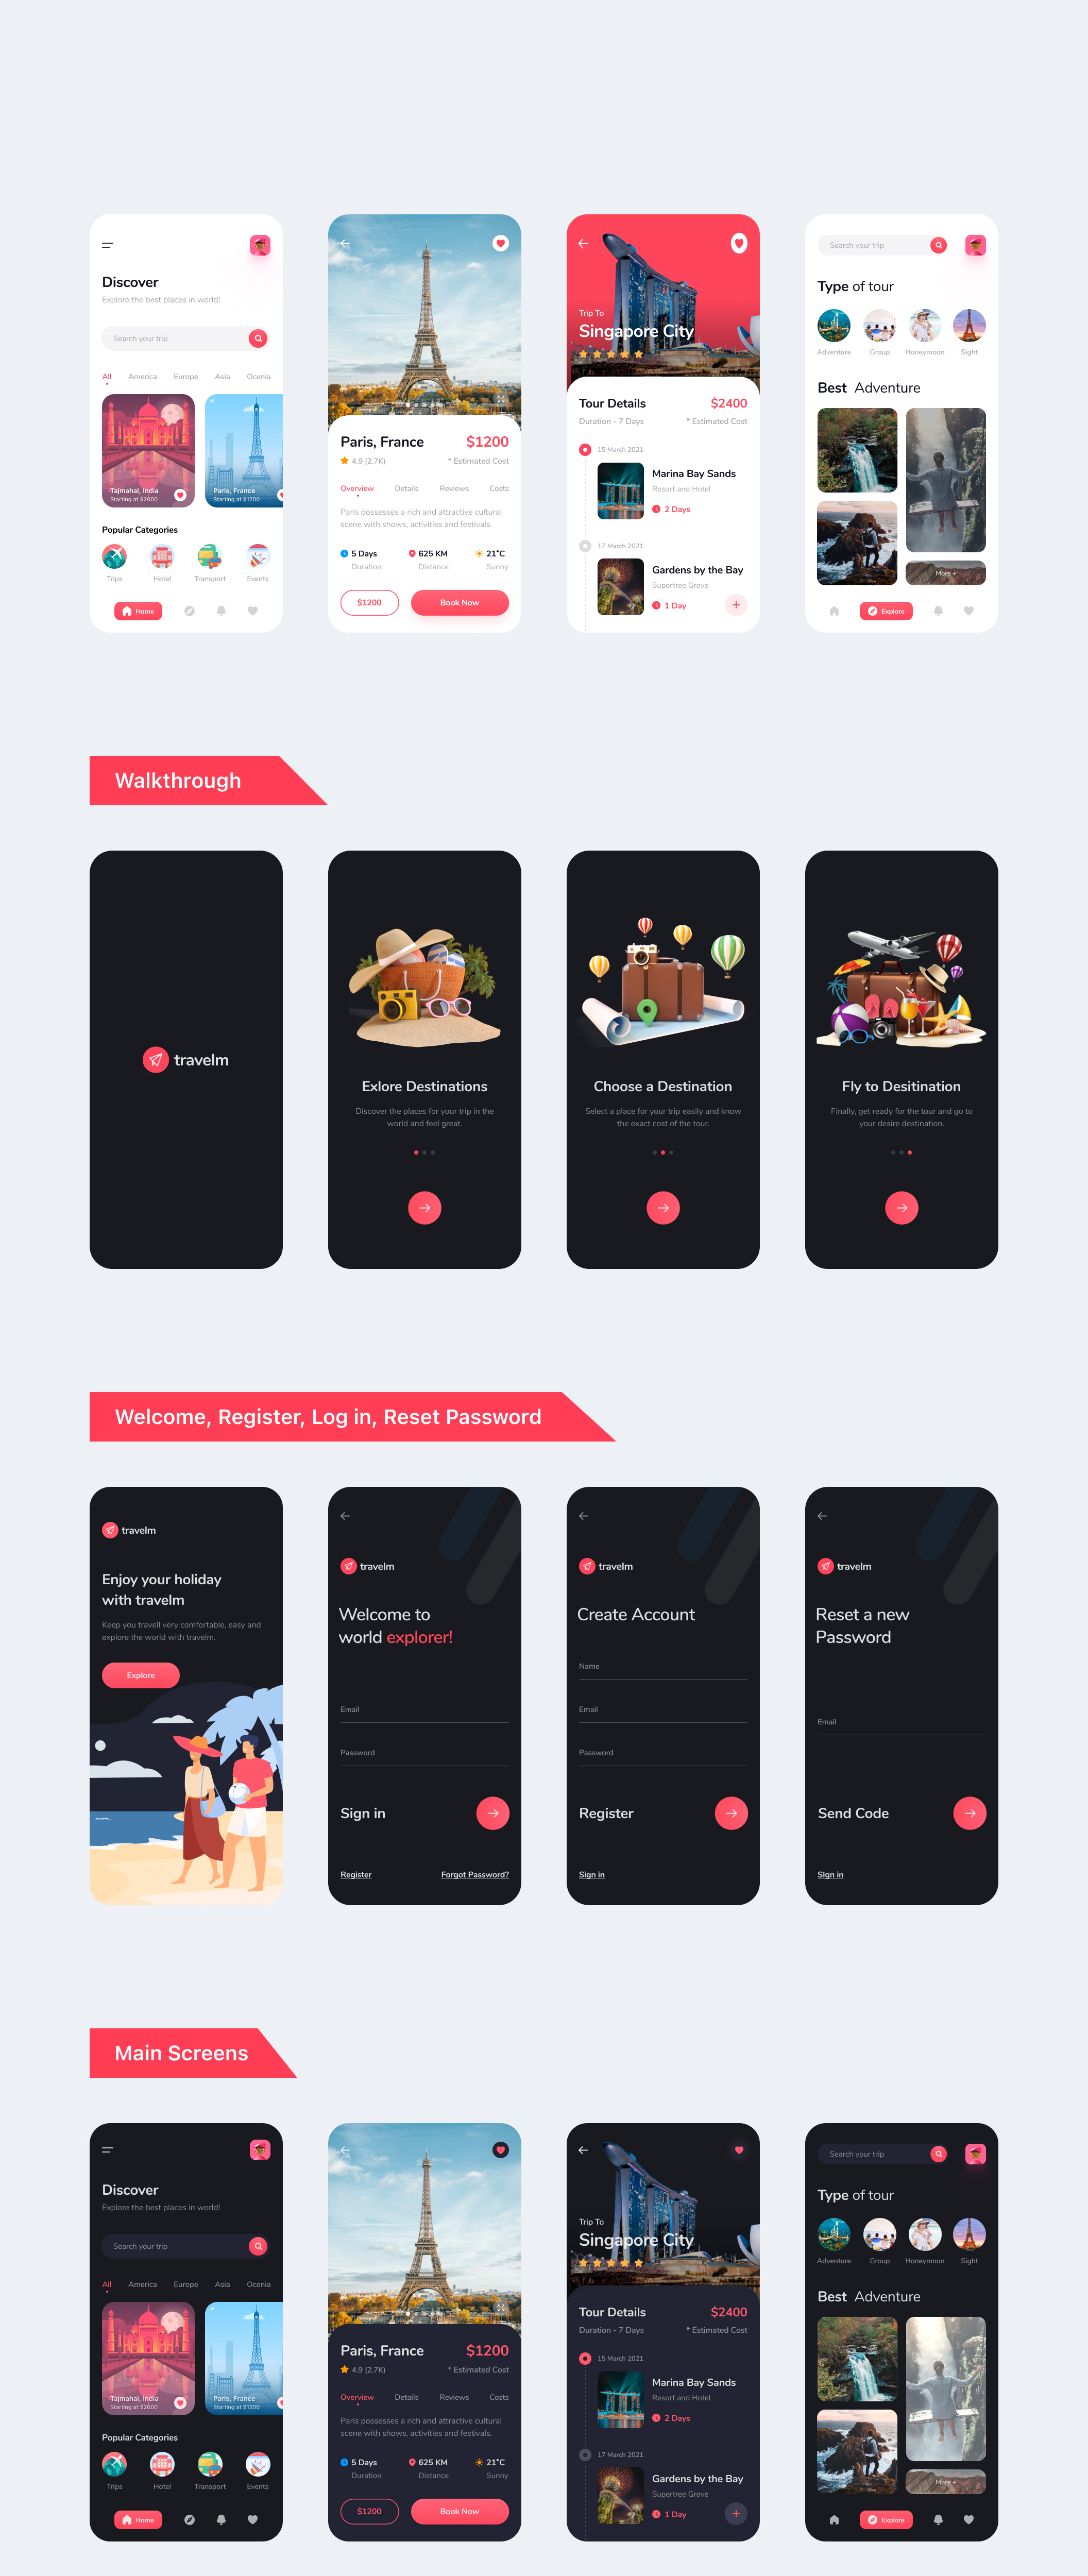 Discover
Explore the best places in world!
Search your trip
All America Europe Asia Ocenia
Tajmahal, India
Starting at $2000
Paris, France
Starting at $1200
Popular Categories
Trips Hotel Transport Events
Home
Paris, France $1200
4.9 (2.7K) * Estimated Cost
Overview Details Reviews Costs
Paris possesses a rich and attractive cultural
scene with shows, activities and festivals.
5 Days 625 KM 21°C
Duration Distance Sunny
$1200 Book Now
Trip To
Singapore City
Tour Details $2400
Duration - 7 Days * Estimated Cost
15 March 2021
Marina Bay Sands
Resort and Hotel
2 Days
17 March 2021
Gardens by the Bay
Supertree Grove
1 Day
Search your trip
Type of tour
Adventure Group Honeymoon Sight
Best Adventure
More +
Explore
Walkthrough
travelm
Exlore Destinations
Discover the places for your trip in the
world and feel great.
Choose a Destination
Select a place for your trip easily and know
the exact cost of the tour.
Fly to Desitination
Finally, get ready for the tour and go to
your desire destination.
Welcome, Register, Log in, Reset Password
travelm
Enjoy your holiday
with travelm
Keep you travell very comfortable, easy and
explore the world with travelm.
Explore
travelm
Welcome to
world explorer!
Email
Password
Sign in
Register Forgot Password?
travelm
Create Account
Name
Email
Password
Register
Sign in
travelm
Reset a new
Password
Email
Send Code
SIgn in
Main Screens
Discover
Explore the best places in world!
Search your trip
All America Europe Asia Ocenia
Tajmahal, India
Starting at $2000
Paris, France
Starting at $1200
Popular Categories
Trips Hotel Transport Events
Home
Paris, France $1200
4.9 (2.7K) * Estimated Cost
Overview Details Reviews Costs
Paris possesses a rich and attractive cultural
scene with shows, activities and festivals.
5 Days 625 KM 21°C
Duration Distance Sunny
$1200 Book Now
Trip To
Singapore City
Tour Details $2400
Duration - 7 Days * Estimated Cost
15 March 2021
Marina Bay Sands
Resort and Hotel
2 Days
17 March 2021
Gardens by the Bay
Supertree Grove
1 Day
Search your trip
Type of tour
Adventure Group Honeymoon Sight
Best Adventure
More +
Explore